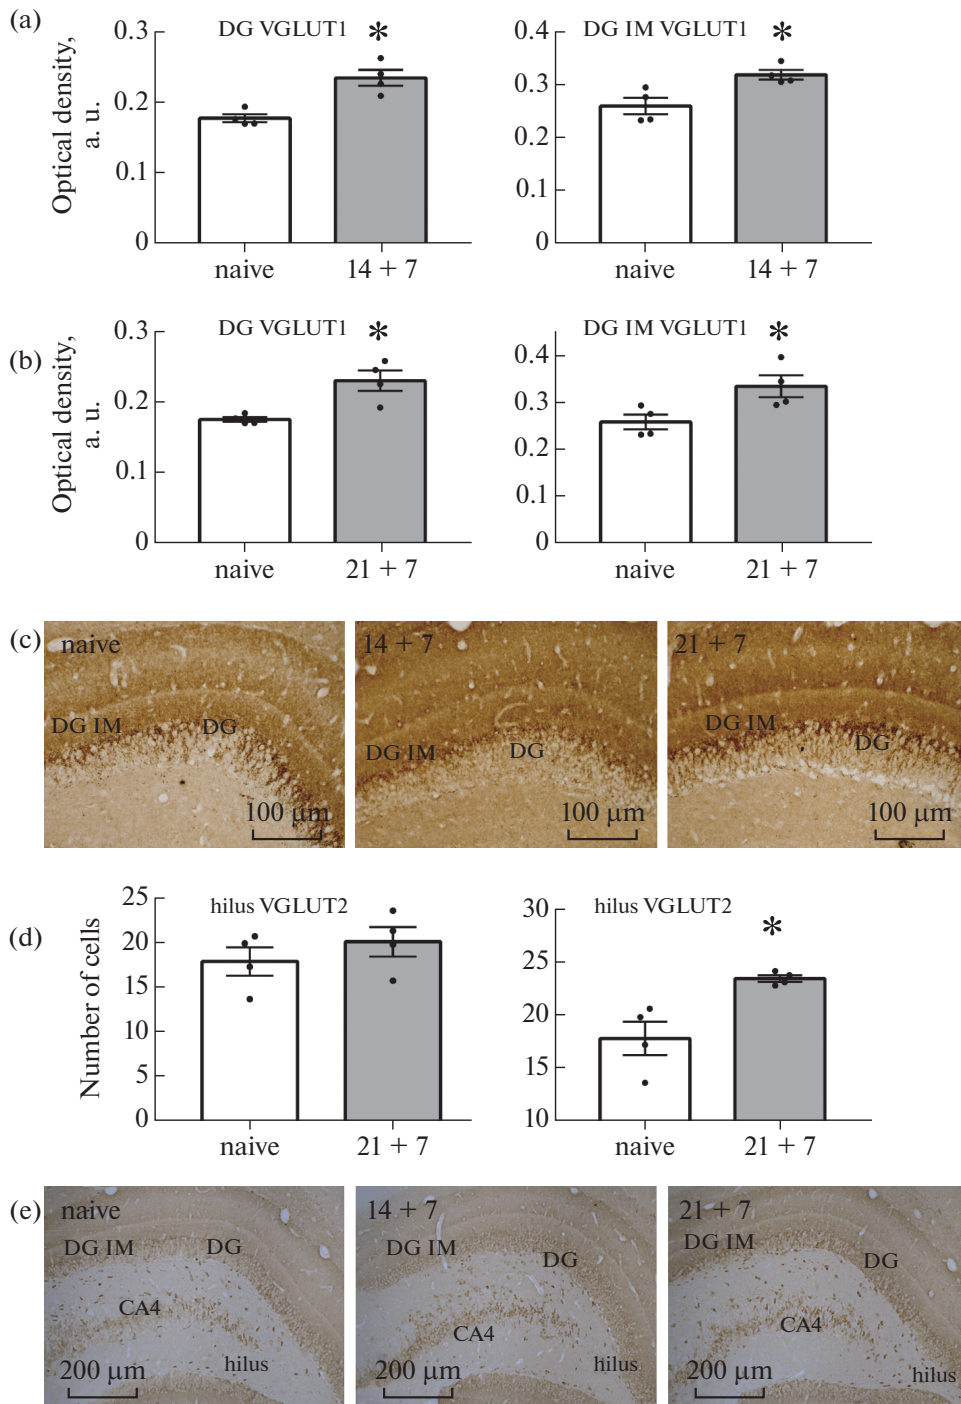 (a)
DG VGLUT1
DG IM VGLUT1
Optical density,
a. u.
0.3
0.2
0.1
0
*
naive
14 + 7
0.4
0.3
0.2
0.1
0
*
naive
14 + 7
(b)
DG VGLUT1
DG IM VGLUT1
Optical density,
a. u.
0.3
0.2
0.1
0
*
naive
21 + 7
0.4
0.3
0.2
0.1
0
*
naive
21 + 7
(c)
naive
DG IM
DG
100 µm
14 + 7
DG IM
DG
100 µm
21 + 7
DG IM
DG
100 µm
(d)
hilus VGLUT2
hilus VGLUT2
Number of cells
25
20
15
10
5
0
naive
21 + 7
30
25
20
15
10
*
naive
21 + 7
(e)
naive
DG IM
DG
CA4
hilus
200 µm
14 + 7
DG IM
DG
CA4
hilus
200 µm
21 + 7
DG IM
DG
CA4
hilus
200 µm